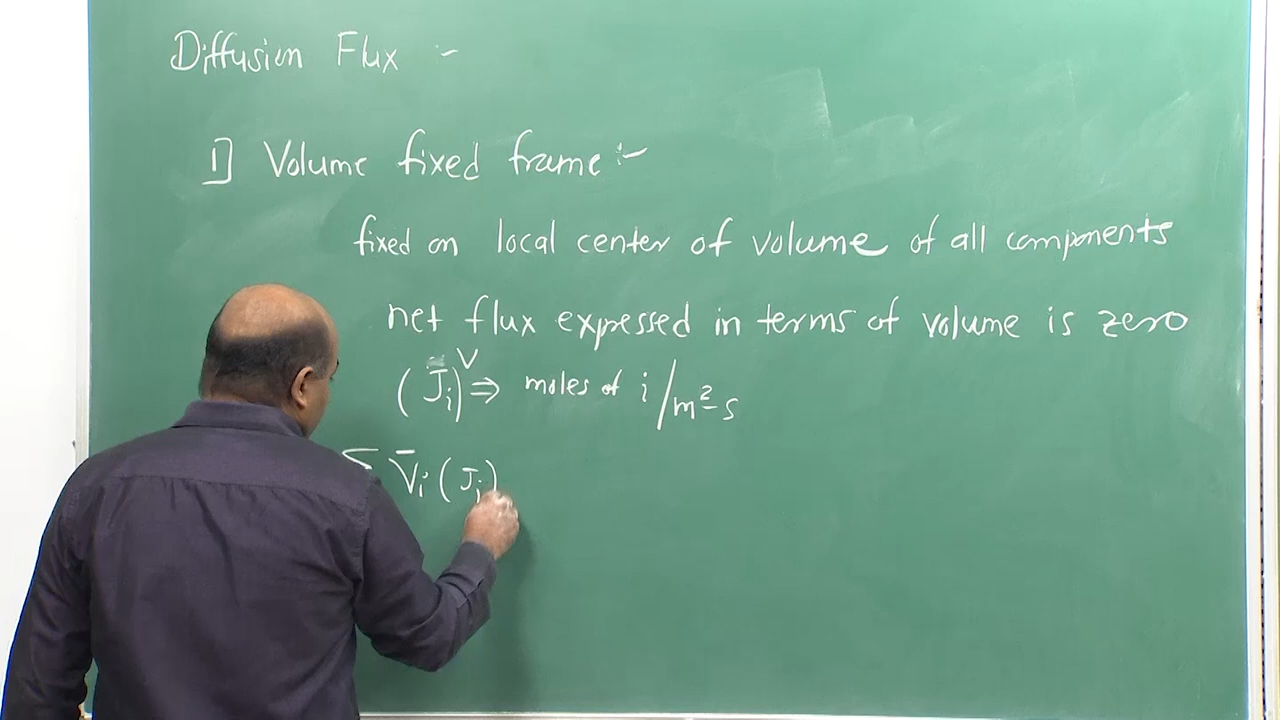 Diffusion Flux :-
1] Volume fixed frame :-
fixed on local center of volume of all components
net flux expressed in terms of volume is zero
(J̃i)^V ⇒ moles of i / m²-s
Σ V̄i (Ji)